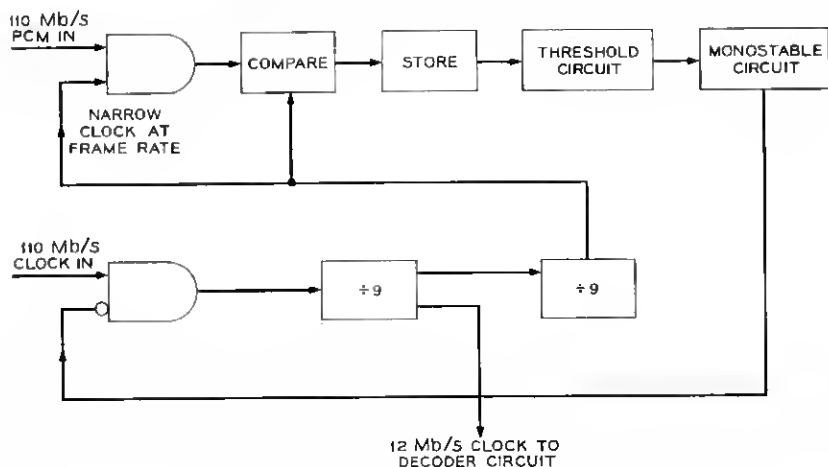 110 Mb/s
PCM IN
COMPARE
STORE
THRESHOLD
CIRCUIT
MONOSTABLE
CIRCUIT
NARROW
CLOCK AT
FRAME RATE
110 Mb/s
CLOCK IN
÷9
÷9
12 Mb/s CLOCK TO
DECODER CIRCUIT